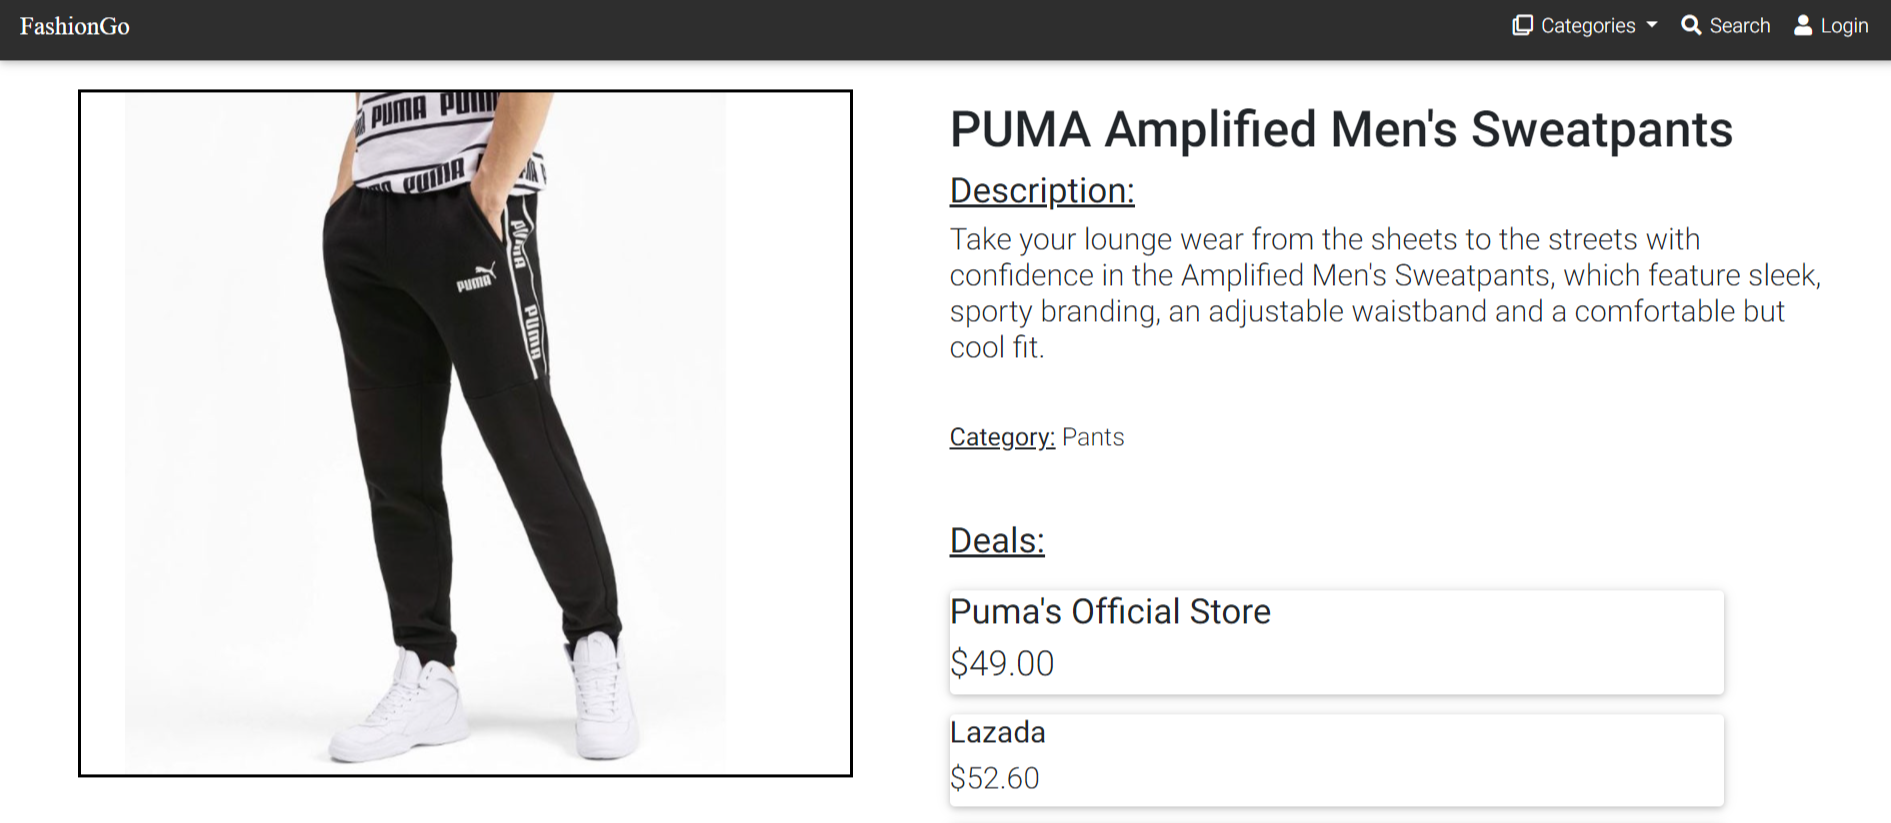 FashionGo
Categories
Search
Login
PUMA PUMA
PUMA
PUMA
PUMA
PUMA
PUMA Amplified Men's Sweatpants
Description:
Take your lounge wear from the sheets to the streets with
confidence in the Amplified Men's Sweatpants, which feature sleek,
sporty branding, an adjustable waistband and a comfortable but
cool fit.
Category: Pants
Deals:
Puma's Official Store
$49.00
Lazada
$52.60